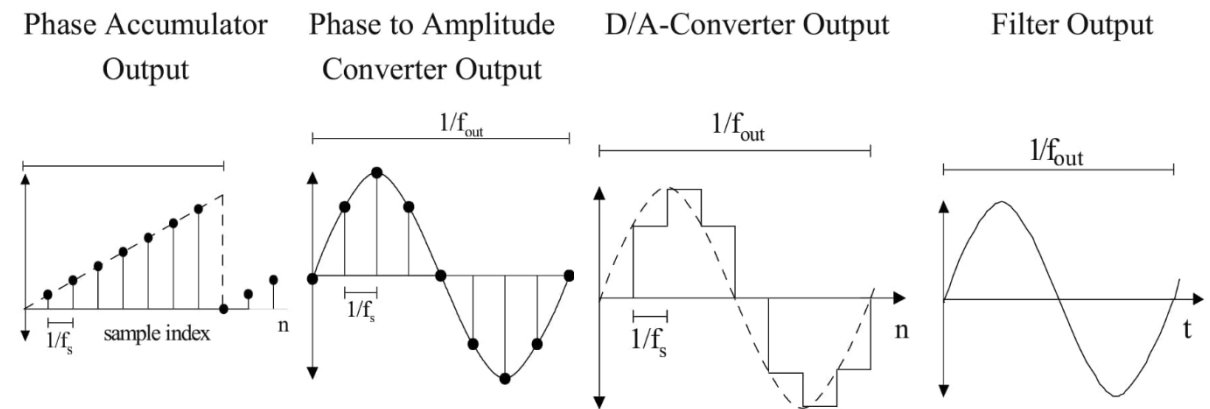 Phase Accumulator
Output
Phase to Amplitude
Converter Output
D/A-Converter Output
Filter Output
1/fs
sample index
n
1/fout
1/fs
1/fout
1/fs
n
1/fout
t